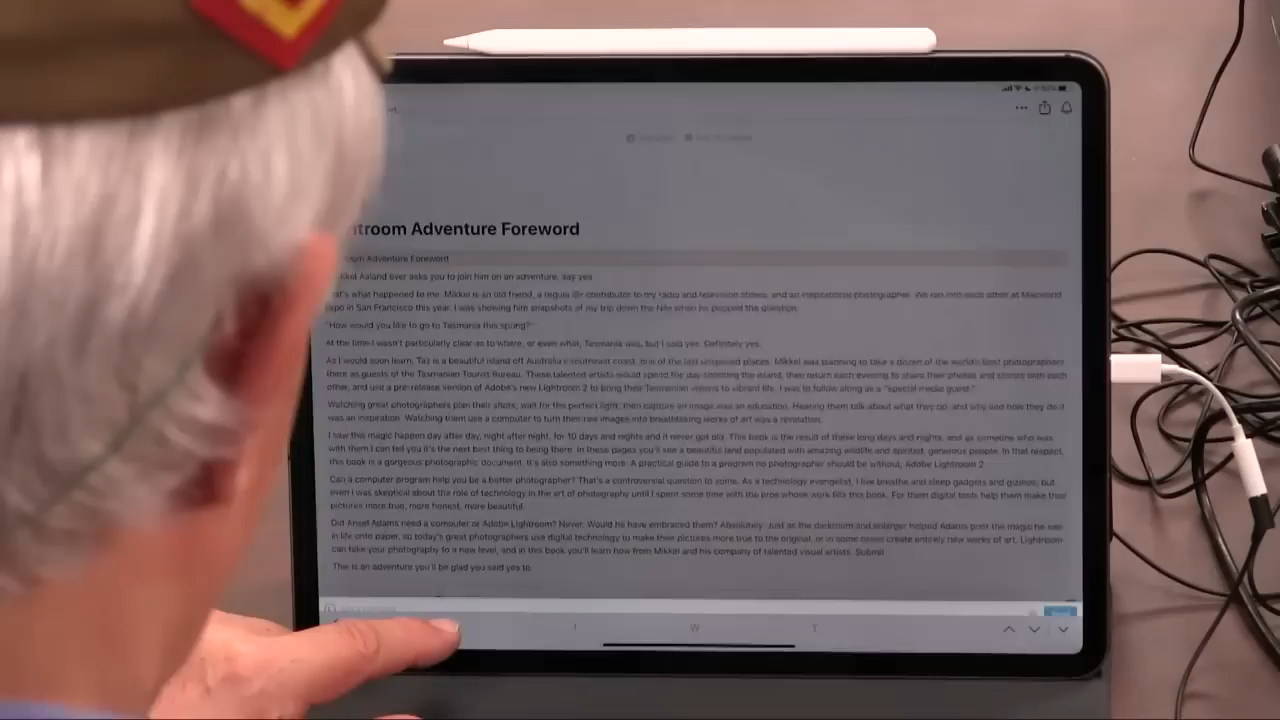 troom Adventure Foreword
oom Adventure Foreword
kkel Aaland ever asks you to join him on an adventure, say yes
at's what happened to me. Mikkel is an old friend, a regular contributor to my radio and television shows, and an inspirational photographer. We ran into each other at Macworld
xpo in San Francisco this year. I was showing him snapshots of my trip down the Nile when he popped the question.
"How would you like to go to Tasmania this spring?"
At the time I wasn't particularly clear as to where, or even what, Tasmania was, but I said yes. Definitely yes.
As I would soon learn, Taz is a beautiful island off Australia's southeast coast, one of the last unspoiled places. Mikkel was planning to take a dozen of the world's best photographers
there as guests of the Tasmanian Tourist Bureau. These talented artists would spend the day shooting the island, then return each evening to share their photos and stories with each
other, and use a pre-release version of Adobe's new Lightroom 2 to bring their Tasmanian visions to vibrant life. I was to follow along as a "special media guest."
Watching great photographers plan their shots, wait for the perfect light, then capture an image was an education. Hearing them talk about what they do and why and how they do it
was an inspiration. Watching them use a computer to turn their raw images into breathtaking works of art was a revelation.
I saw this magic happen day after day, night after night, for 10 days and nights and it never got old. This book is the result of those long days and nights, and as someone who was
with them I can tell you it's the next best thing to being there. In these pages you'll see a beautiful land populated with amazing wildlife and spirited, generous people. In that respect,
this book is a gorgeous photographic document. It's also something more: A practical guide to a program no photographer should be without, Adobe Lightroom 2
Can a computer program help you be a better photographer? That's a controversial question to some. As a technology evangelist, I live breathe and sleep gadgets and gizmos, but
even I was skeptical about the role of technology in the art of photography until I spent some time with the pros whose work fills this book. For them digital tools help them make their
pictures more true, more honest, more beautiful.
Did Ansel Adams need a computer or Adobe Lightroom? Never. Would he have embraced them? Absolutely. Just as the darkroom and enlarger helped Adams print the magic he saw
in life onto paper, so today's great photographers use digital technology to make their pictures more true to the original, or in some cases create entirely new works of art. Lightroom
can take your photography to a new level, and in this book you'll learn how from Mikkel and his company of talented visual artists. Submit
This is an adventure you'll be glad you said yes to.
I W T